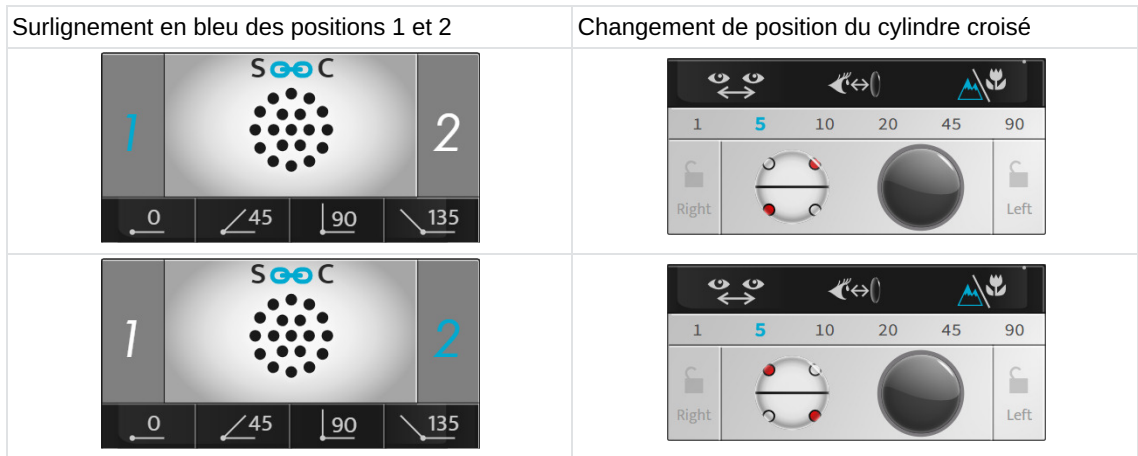 Surlignement en bleu des positions 1 et 2
Changement de position du cylindre croisé
S C
1
2
0 45 90 135
1 5 10 20 45 90
Right
Left
S C
1
2
0 45 90 135
1 5 10 20 45 90
Right
Left